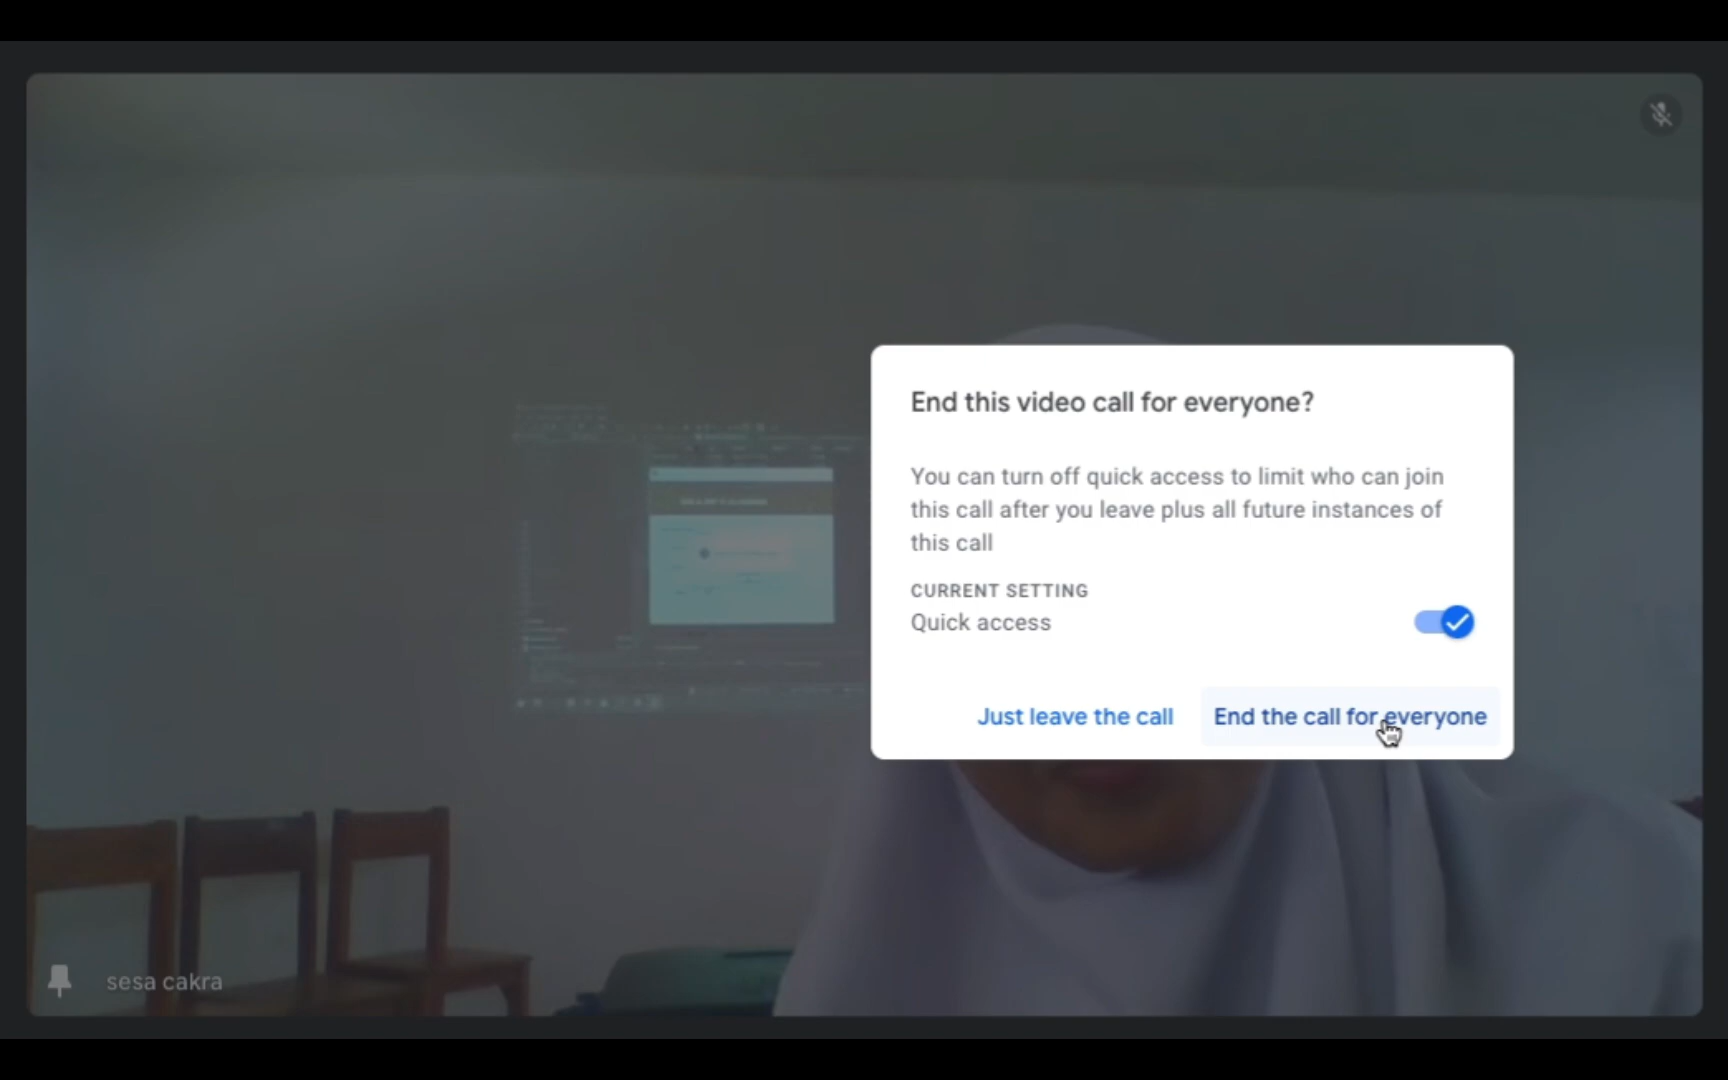 End this video call for everyone?
You can turn off quick access to limit who can join
this call after you leave plus all future instances of
this call
CURRENT SETTING
Quick access
Just leave the call
End the call for everyone
sesa cakra